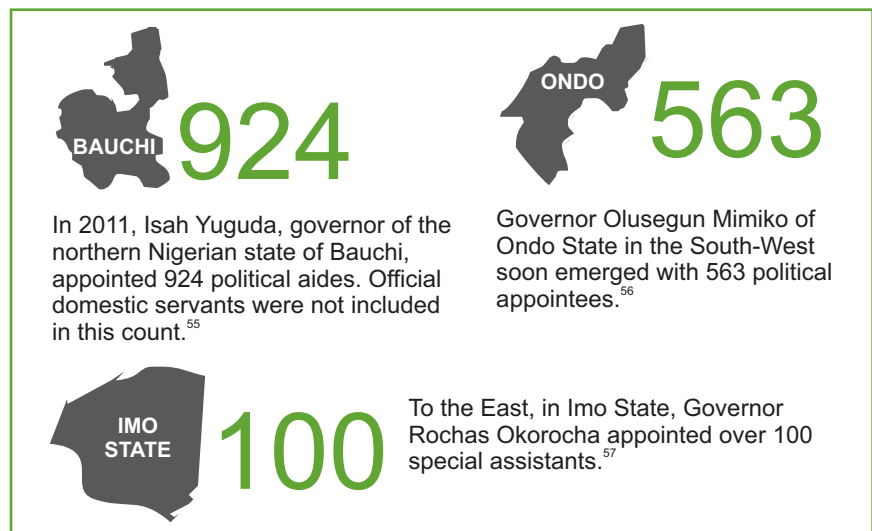 BAUCHI
924
In 2011, Isah Yuguda, governor of the
northern Nigerian state of Bauchi,
appointed 924 political aides. Official
domestic servants were not included
in this count.55
ONDO
563
Governor Olusegun Mimiko of
Ondo State in the South-West
soon emerged with 563 political
appointees.56
IMO
STATE
100
To the East, in Imo State, Governor
Rochas Okorocha appointed over 100
special assistants.57